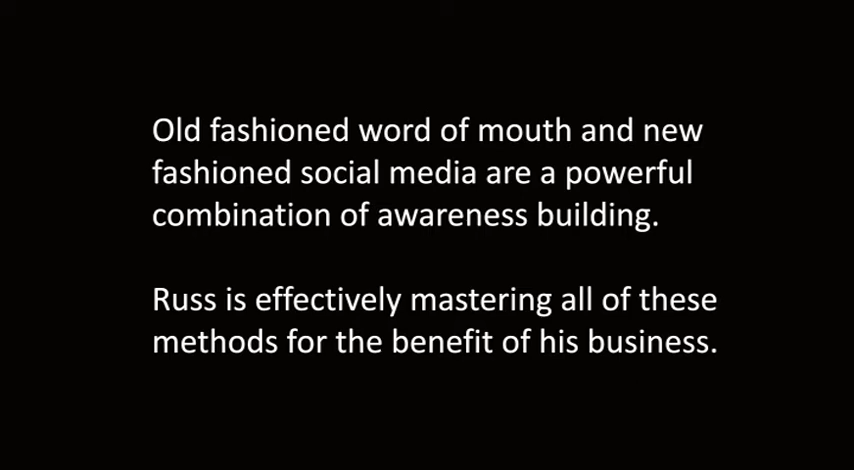 Old fashioned word of mouth and new
fashioned social media are a powerful
combination of awareness building.
Russ is effectively mastering all of these
methods for the benefit of his business.